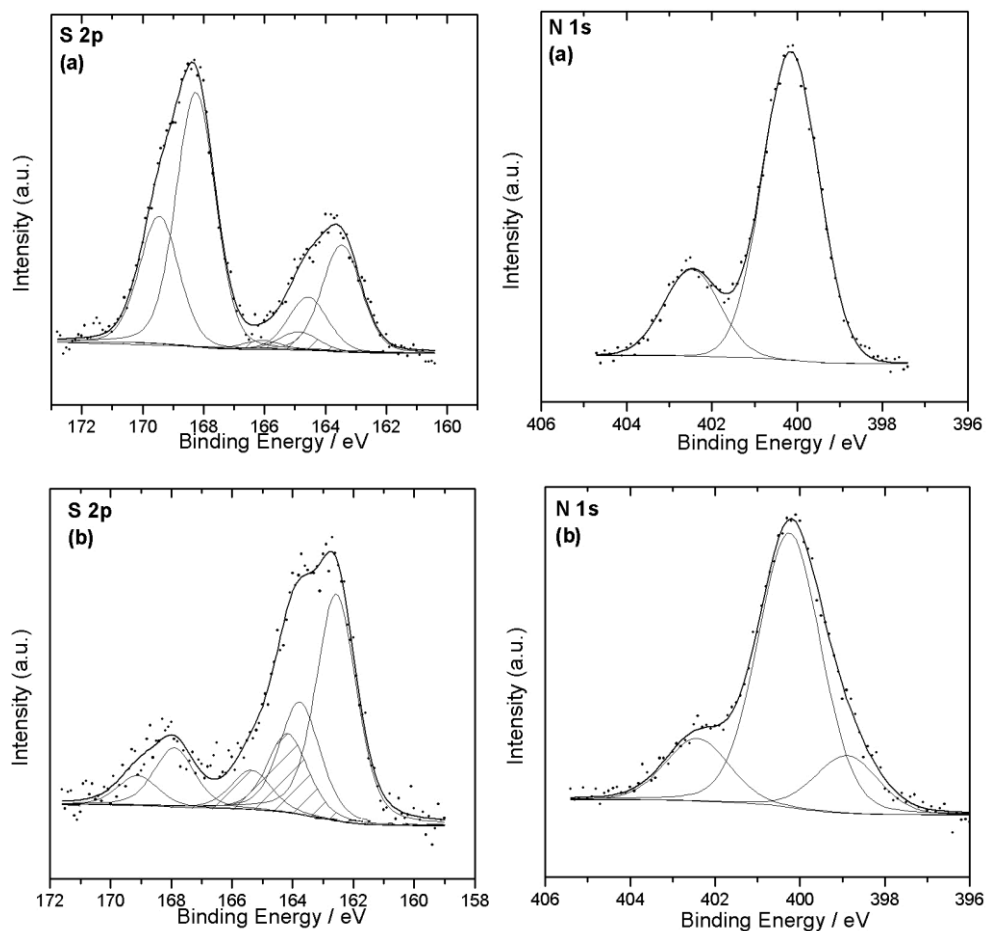 S 2p
(a)
Intensity (a.u.)
172 170 168 166 164 162 160
Binding Energy / eV
N 1s
(a)
Intensity (a.u.)
406 404 402 400 398 396
Binding Energy / eV
S 2p
(b)
Intensity (a.u.)
172 170 168 166 164 162 160 158
Binding Energy / eV
N 1s
(b)
Intensity (a.u.)
406 404 402 400 398 396
Binding Energy / eV